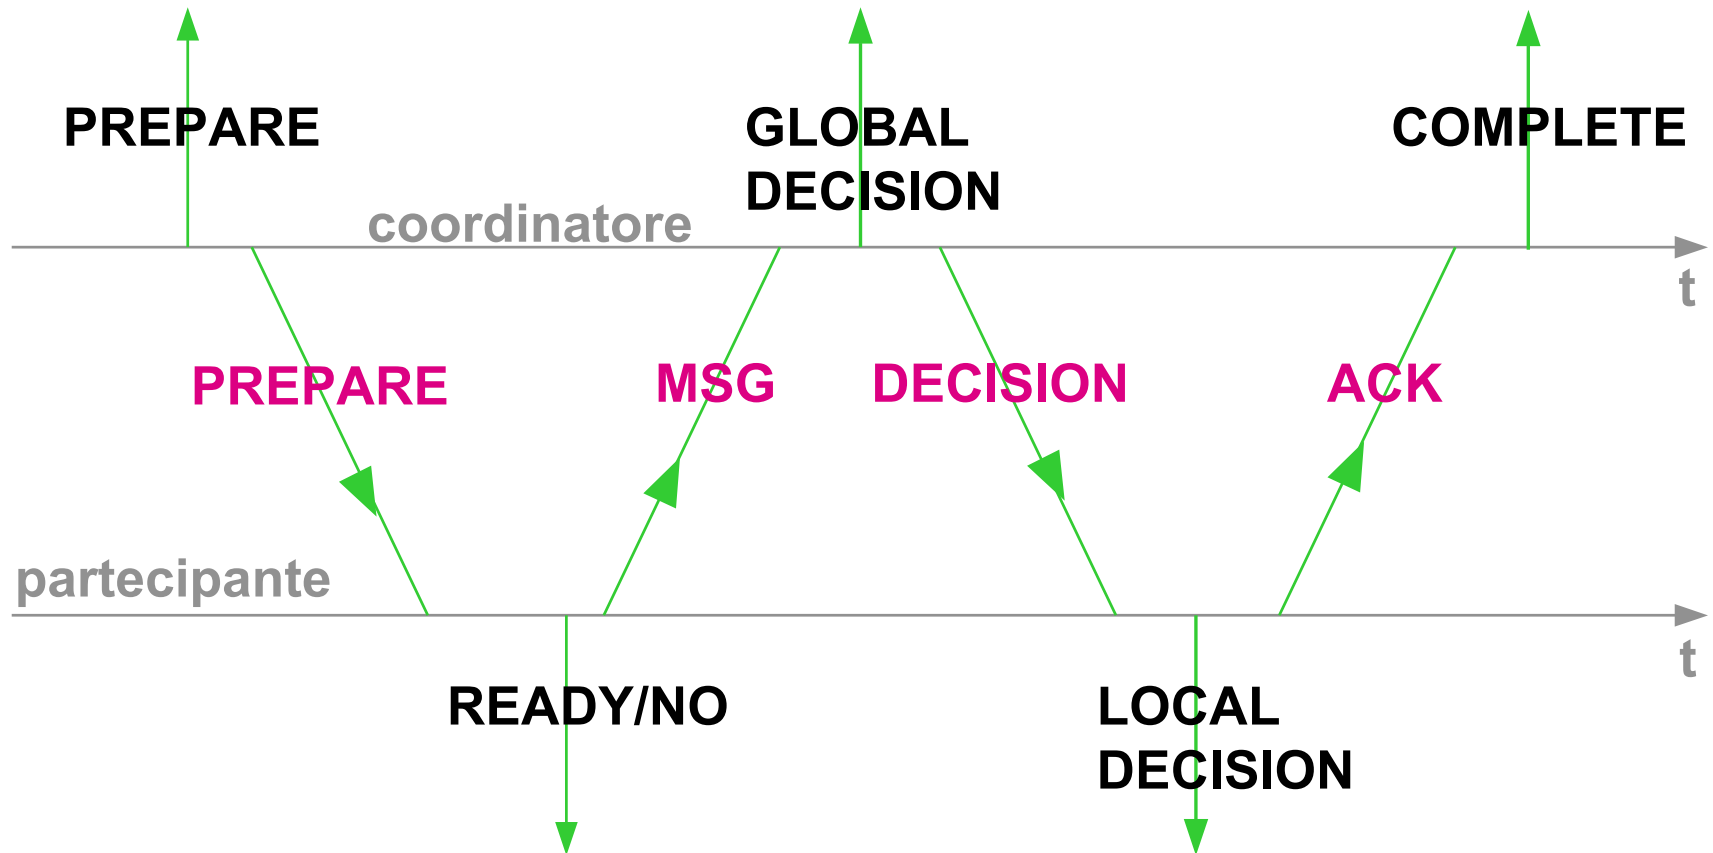 PREPARE
GLOBAL
DECISION
COMPLETE
coordinatore
t
PREPARE
MSG
DECISION
ACK
partecipante
t
READY/NO
LOCAL
DECISION